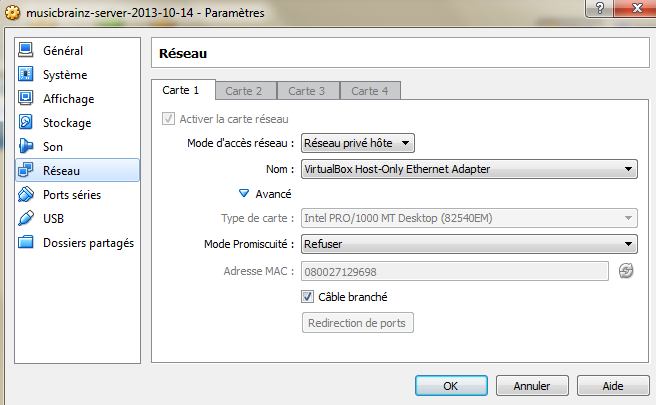 musicbrainz-server-2013-10-14 - Paramètres
Général
Système
Affichage
Stockage
Son
Réseau
Ports séries
USB
Dossiers partagés
Réseau
Carte 1 Carte 2 Carte 3 Carte 4
Activer la carte réseau
Mode d'accès réseau : Réseau privé hôte
Nom : VirtualBox Host-Only Ethernet Adapter
Avancé
Type de carte : Intel PRO/1000 MT Desktop (82540EM)
Mode Promiscuité : Refuser
Adresse MAC : 080027129698
Câble branché
Redirection de ports
OK Annuler Aide